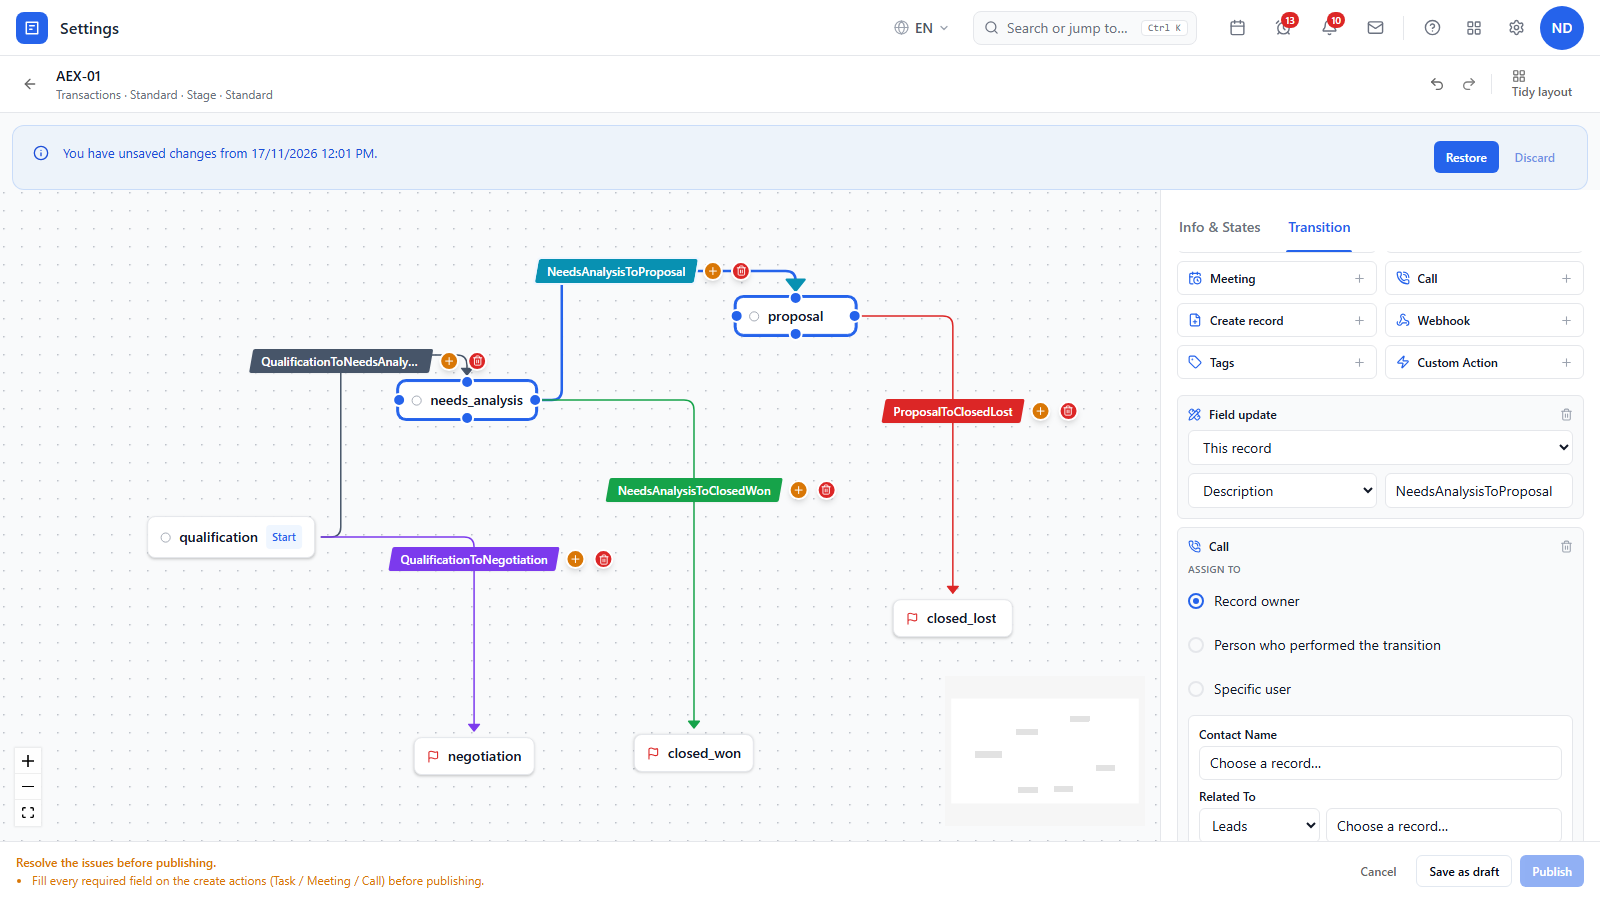 Settings
EN
Search or jump to...
Ctrl K
13
10
ND
AEX-01
Transactions · Standard · Stage · Standard
Tidy layout
You have unsaved changes from 17/11/2026 12:01 PM.
Restore
Discard
Info & States
Transition
NeedsAnalysisToProposal
proposal
QualificationToNeedsAnaly...
needs_analysis
ProposalToClosedLost
NeedsAnalysisToClosedWon
qualification
Start
QualificationToNegotiation
closed_lost
negotiation
closed_won
Meeting
Call
Create record
Webhook
Tags
Custom Action
Field update
This record
Description
NeedsAnalysisToProposal
Call
ASSIGN TO
Record owner
Person who performed the transition
Specific user
Contact Name
Choose a record...
Related To
Leads
Choose a record...
Resolve the issues before publishing.
• Fill every required field on the create actions (Task / Meeting / Call) before publishing.
Cancel
Save as draft
Publish